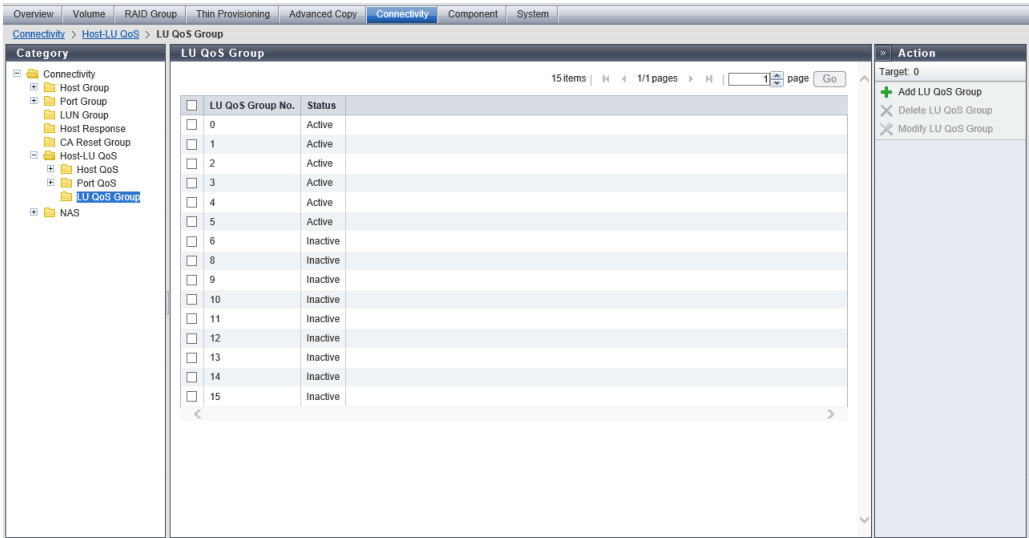 Overview Volume RAID Group Thin Provisioning Advanced Copy Connectivity Component System
Connectivity > Host-LU QoS > LU QoS Group
Category
Connectivity
Host Group
Port Group
LUN Group
Host Response
CA Reset Group
Host-LU QoS
Host QoS
Port QoS
LU QoS Group
NAS
LU QoS Group
15 items | 1/1 pages | 1 page Go
LU QoS Group No. Status
0 Active
1 Active
2 Active
3 Active
4 Active
5 Active
6 Inactive
8 Inactive
9 Inactive
10 Inactive
11 Inactive
12 Inactive
13 Inactive
14 Inactive
15 Inactive
» Action
Target: 0
Add LU QoS Group
Delete LU QoS Group
Modify LU QoS Group